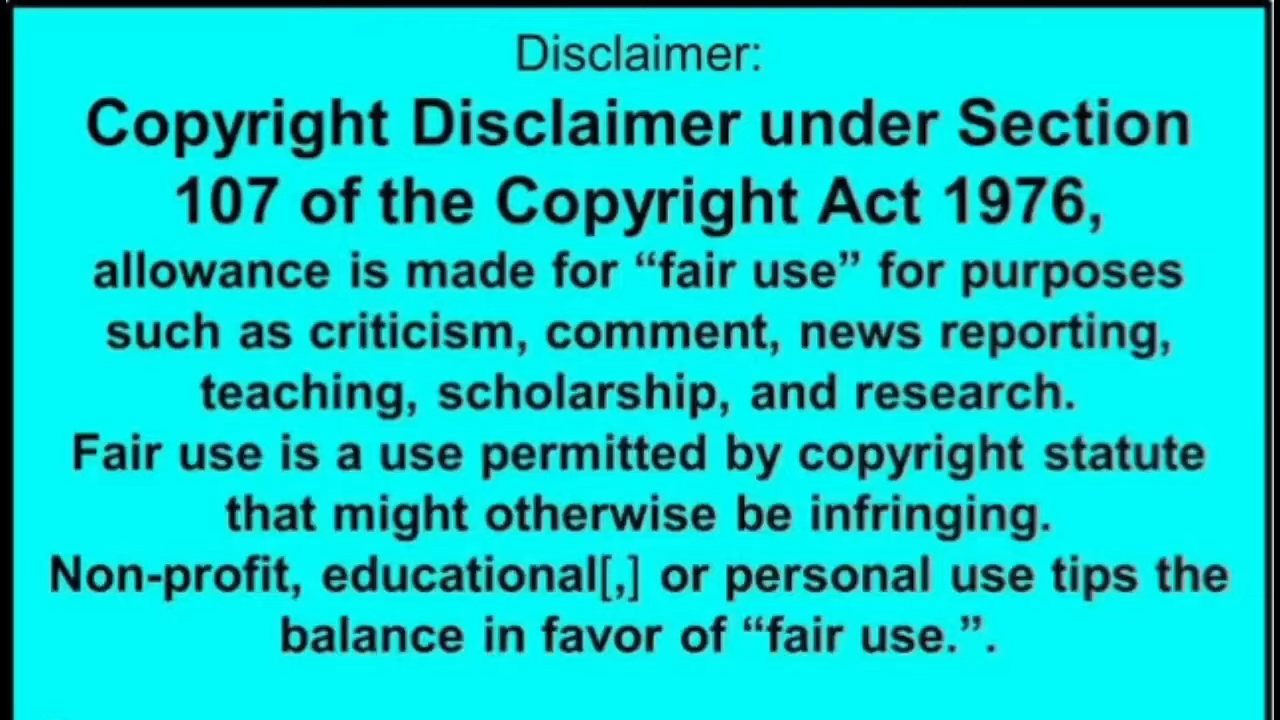 Disclaimer:
Copyright Disclaimer under Section
107 of the Copyright Act 1976,
allowance is made for “fair use” for purposes
such as criticism, comment, news reporting,
teaching, scholarship, and research.
Fair use is a use permitted by copyright statute
that might otherwise be infringing.
Non-profit, educational[,] or personal use tips the
balance in favor of “fair use.”.